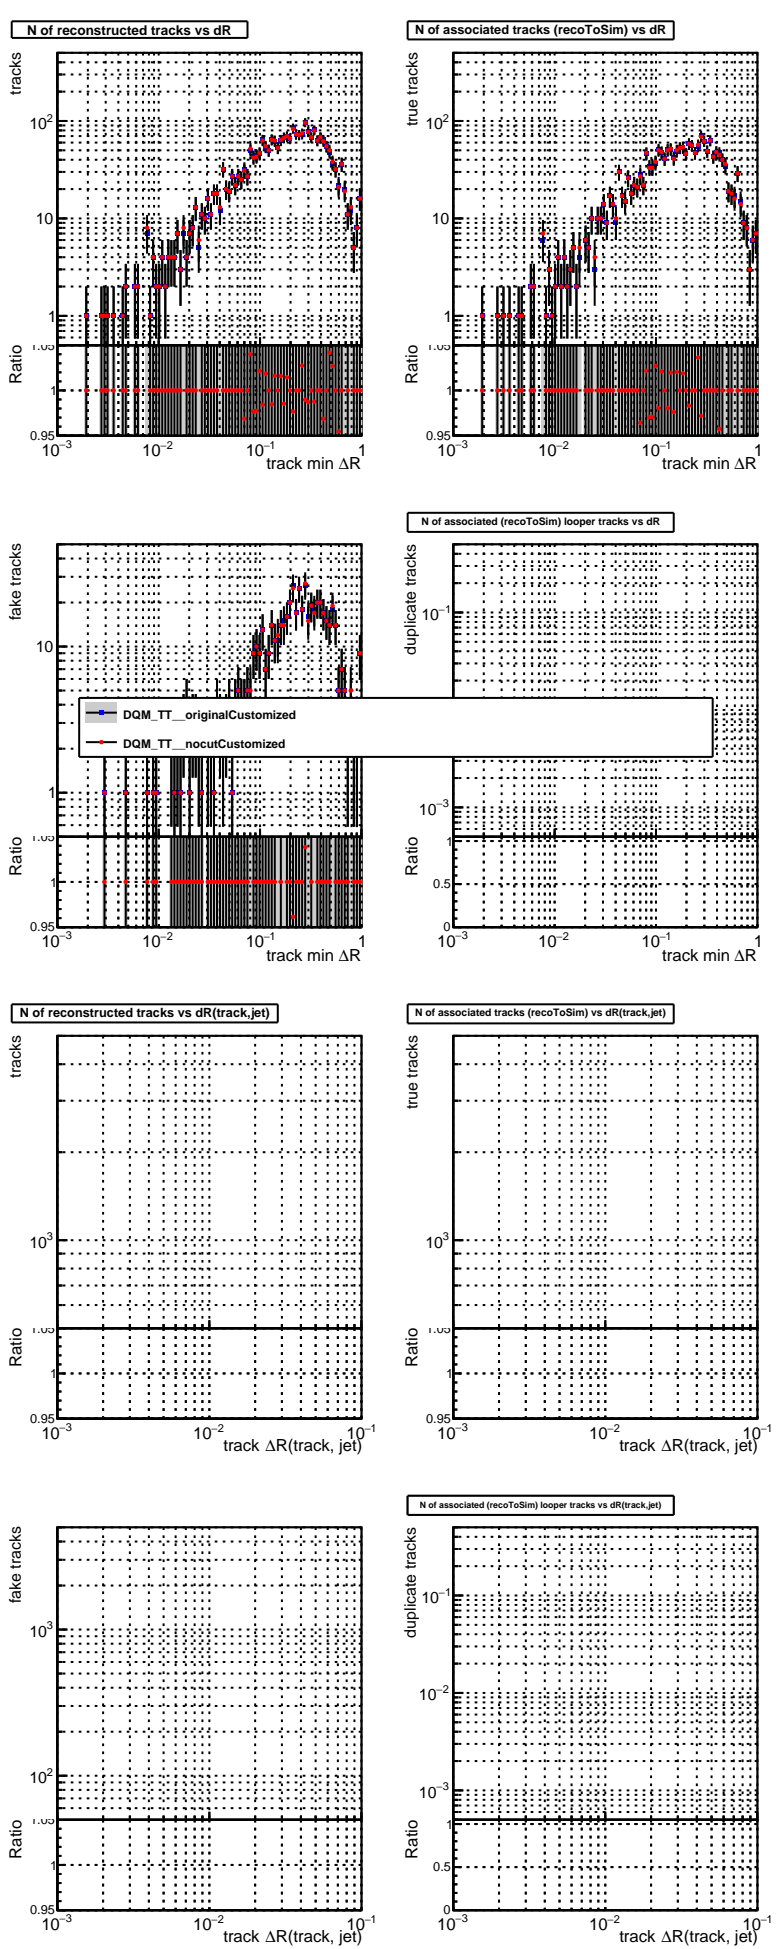 N of reconstructed tracks vs dR
tracks
10²
10
1
Ratio
1.05
1
0.95
10⁻³
10⁻²
10⁻¹
1
track min ΔR
N of associated tracks (recoToSim) vs dR
true tracks
10²
10
1
Ratio
1.05
1
0.95
10⁻³
10⁻²
10⁻¹
1
track min ΔR
fake tracks
10
1
Ratio
1.05
1
0.95
10⁻³
10⁻²
10⁻¹
1
track min ΔR
N of associated (recoToSim) looper tracks vs dR
duplicate tracks
10⁻¹
10⁻³
Ratio
1
0.5
0
10⁻³
10⁻²
10⁻¹
1
track min ΔR
DQM_TT__originalCustomized
DQM_TT__nocutCustomized
N of reconstructed tracks vs dR(track,jet)
tracks
10³
Ratio
1.05
1
0.95
10⁻³
10⁻²
10⁻¹
track ΔR(track, jet)
N of associated tracks (recoToSim) vs dR(track,jet)
true tracks
10³
Ratio
1.05
1
0.95
10⁻³
10⁻²
10⁻¹
track ΔR(track, jet)
fake tracks
10³
10²
Ratio
1.05
1
0.95
10⁻³
10⁻²
10⁻¹
track ΔR(track, jet)
N of associated (recoToSim) looper tracks vs dR(track,jet)
duplicate tracks
10⁻¹
10⁻²
10⁻³
Ratio
1
0.5
0
10⁻³
10⁻²
10⁻¹
track ΔR(track, jet)